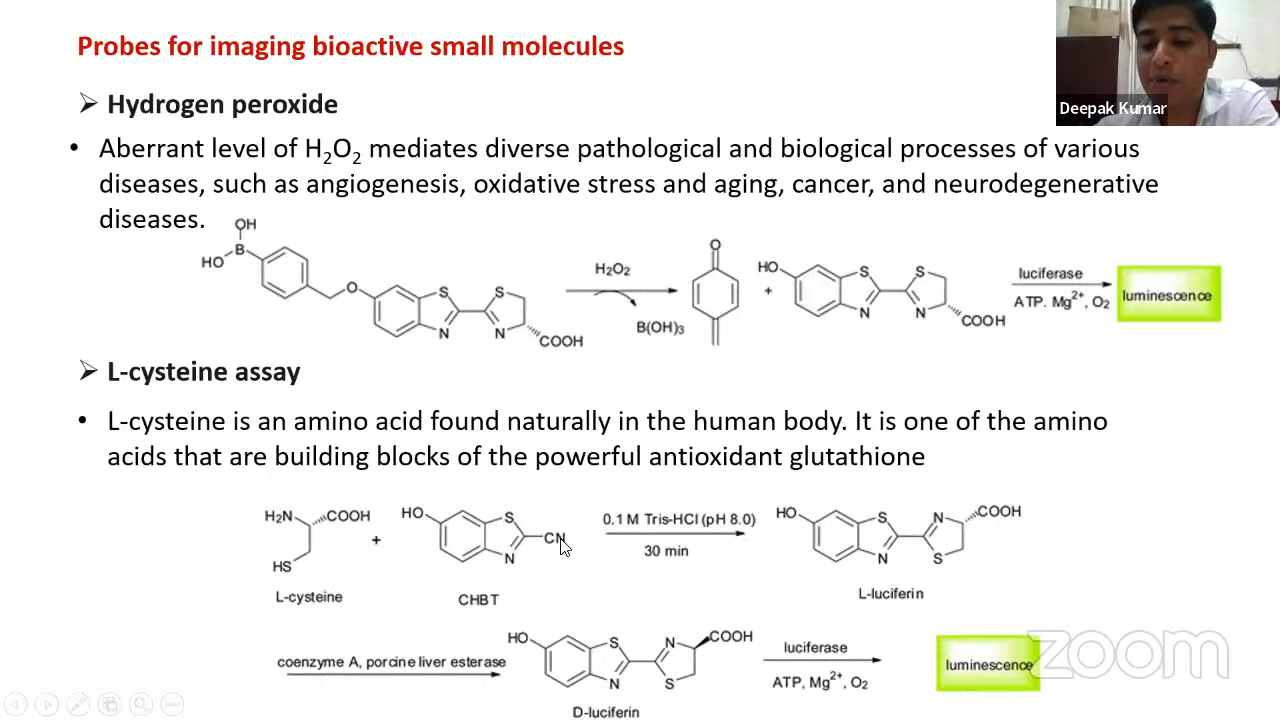 Probes for imaging bioactive small molecules
Deepak Kumar
➢ Hydrogen peroxide
• Aberrant level of H₂O₂ mediates diverse pathological and biological processes of various
diseases, such as angiogenesis, oxidative stress and aging, cancer, and neurodegenerative
diseases.
OH
HO
B
O
S
N
S
N
COOH
H₂O₂
B(OH)₃
O
+
HO
S
N
S
N
COOH
luciferase
ATP. Mg²⁺, O₂
luminescence
➢ L-cysteine assay
• L-cysteine is an amino acid found naturally in the human body. It is one of the amino
acids that are building blocks of the powerful antioxidant glutathione
H₂N
COOH
HS
L-cysteine
+
HO
S
N
CN
CHBT
0.1 M Tris-HCl (pH 8.0)
30 min
HO
S
N
N
S
COOH
L-luciferin
coenzyme A, porcine liver esterase
HO
S
N
N
S
COOH
D-luciferin
luciferase
ATP, Mg²⁺, O₂
luminescence
zoom